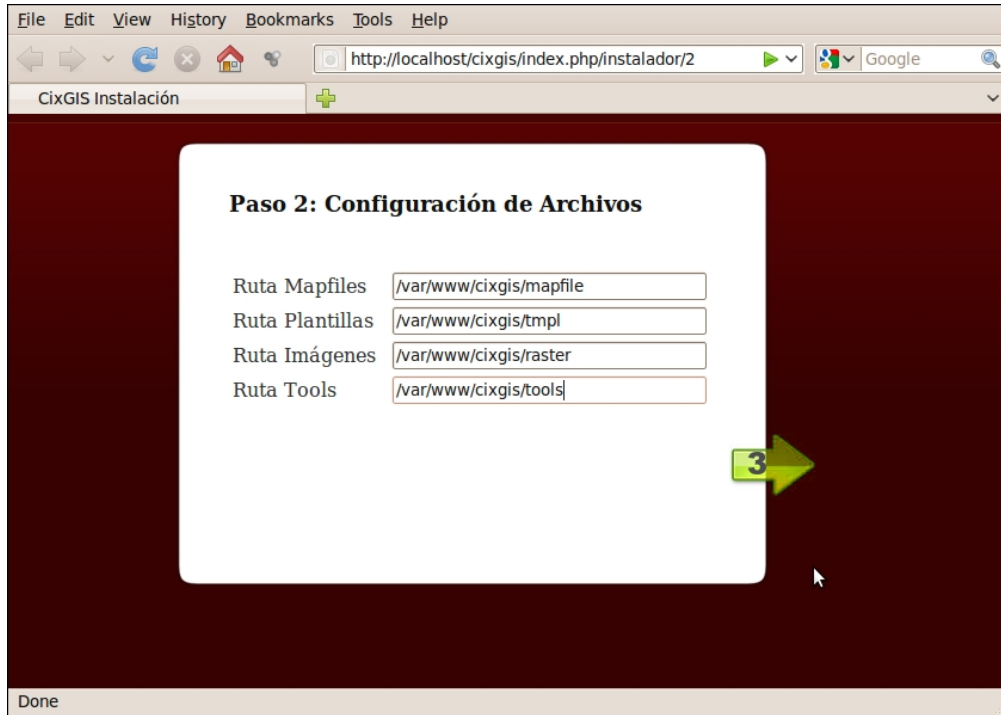 File Edit View History Bookmarks Tools Help
http://localhost/cixgis/index.php/instalador/2 Google
CixGIS Instalación
Paso 2: Configuración de Archivos
Ruta Mapfiles /var/www/cixgis/mapfile
Ruta Plantillas /var/www/cixgis/tmpl
Ruta Imágenes /var/www/cixgis/raster
Ruta Tools /var/www/cixgis/tools
3
Done